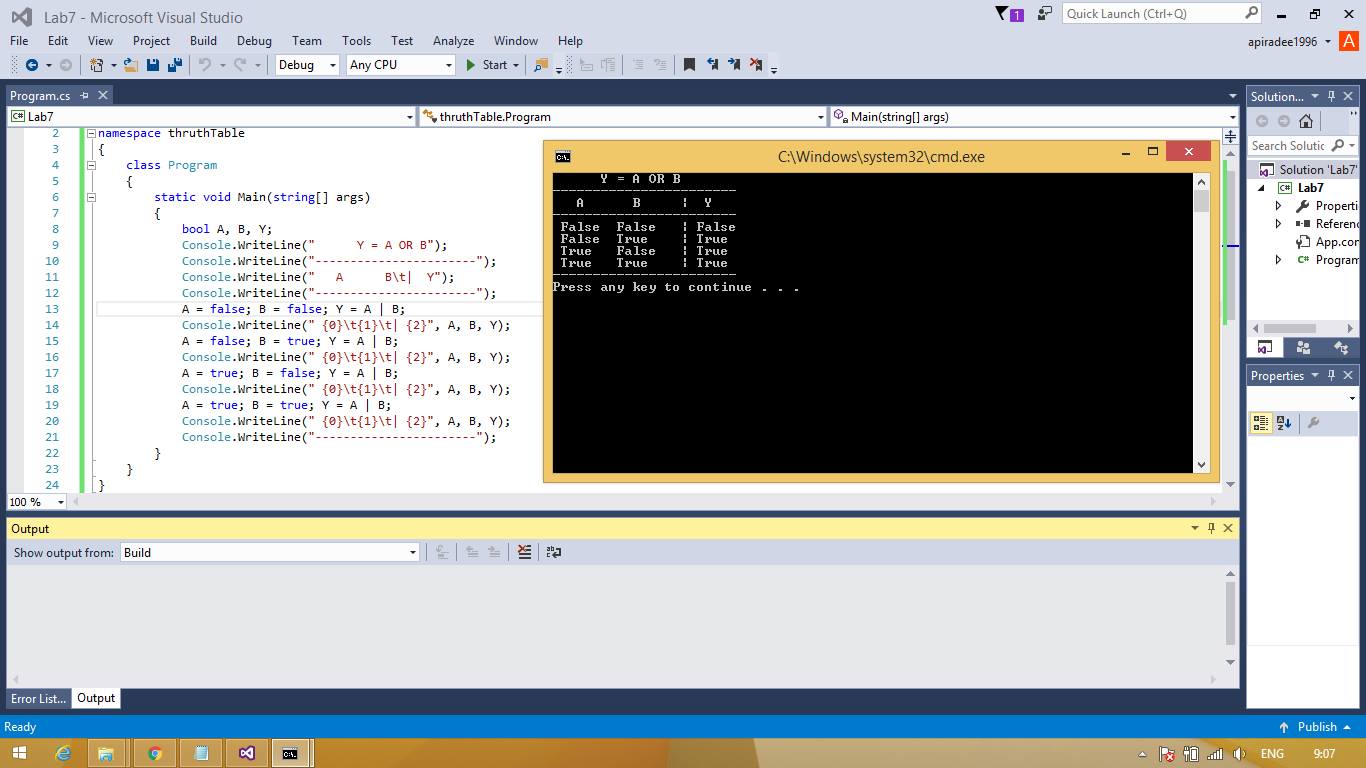 Lab7 - Microsoft Visual Studio
1
Quick Launch (Ctrl+Q)
File Edit View Project Build Debug Team Tools Test Analyze Window Help
apiradee1996 A
Debug Any CPU Start
Program.cs
Lab7 thruthTable.Program Main(string[] args)
2 namespace thruthTable
3 {
4 class Program
5 {
6 static void Main(string[] args)
7 {
8 bool A, B, Y;
9 Console.WriteLine("      Y = A OR B");
10 Console.WriteLine("-----------------------");
11 Console.WriteLine("   A      B\t|  Y");
12 Console.WriteLine("-----------------------");
13 A = false; B = false; Y = A | B;
14 Console.WriteLine(" {0}\t{1}\t| {2}", A, B, Y);
15 A = false; B = true; Y = A | B;
16 Console.WriteLine(" {0}\t{1}\t| {2}", A, B, Y);
17 A = true; B = false; Y = A | B;
18 Console.WriteLine(" {0}\t{1}\t| {2}", A, B, Y);
19 A = true; B = true; Y = A | B;
20 Console.WriteLine(" {0}\t{1}\t| {2}", A, B, Y);
21 Console.WriteLine("-----------------------");
22 }
23 }
24 }
100 %
C:\Windows\system32\cmd.exe
Y = A OR B
-----------------------
A B ¦ Y
-----------------------
False False ¦ False
False True ¦ True
True False ¦ True
True True ¦ True
-----------------------
Press any key to continue . . .
Solution...
Search Solutic
Solution 'Lab7'
C# Lab7
Properti
Referenc
App.con
C# Program
Properties
Output
Show output from: Build
Error List... Output
Ready
Publish
ENG 9:07